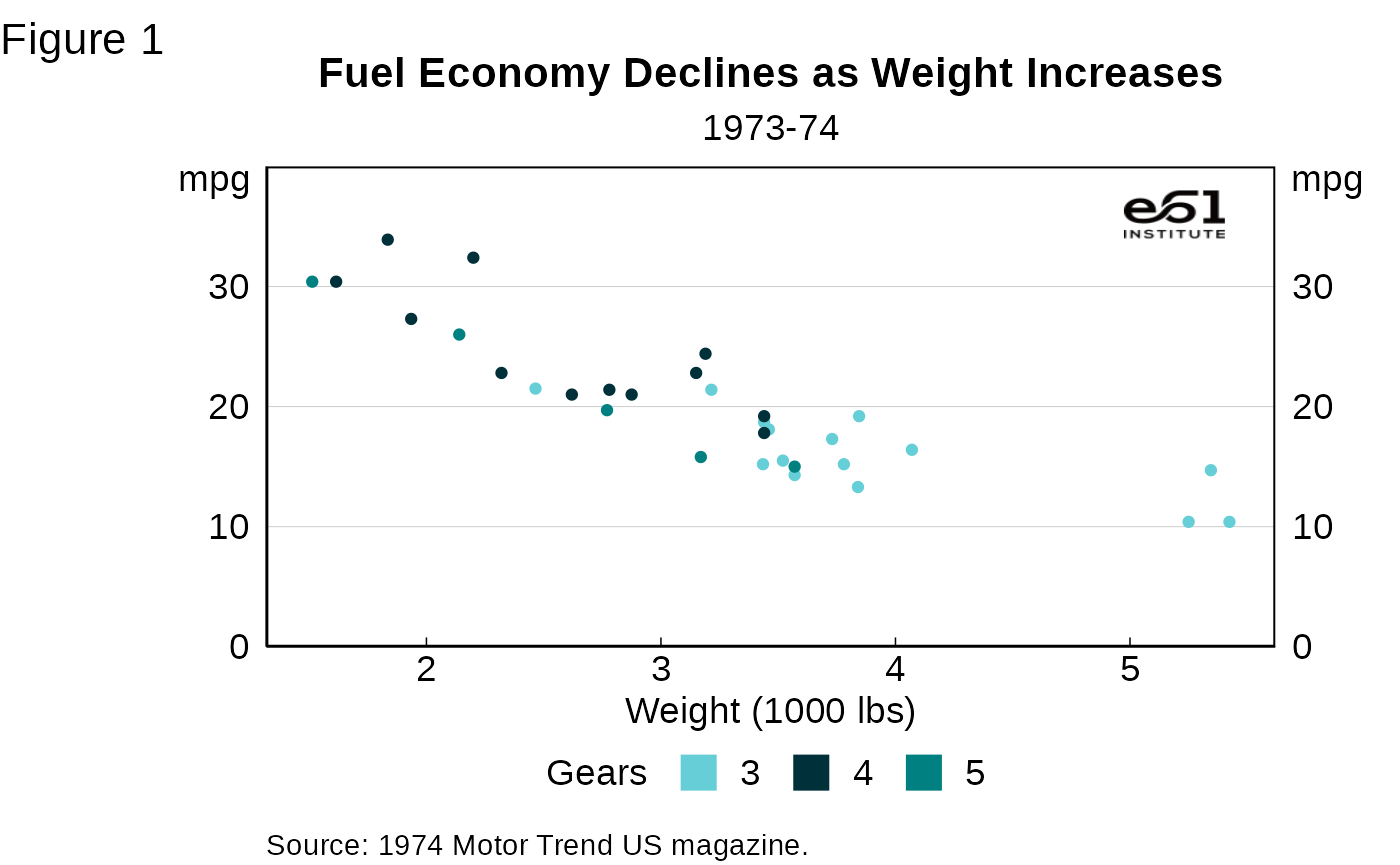 Figure 1
Fuel Economy Declines as Weight Increases
1973-74
mpg mpg
e61
INSTITUTE
30 30
20 20
10 10
0 0
2 3 4 5
Weight (1000 lbs)
Gears 3 4 5
Source: 1974 Motor Trend US magazine.